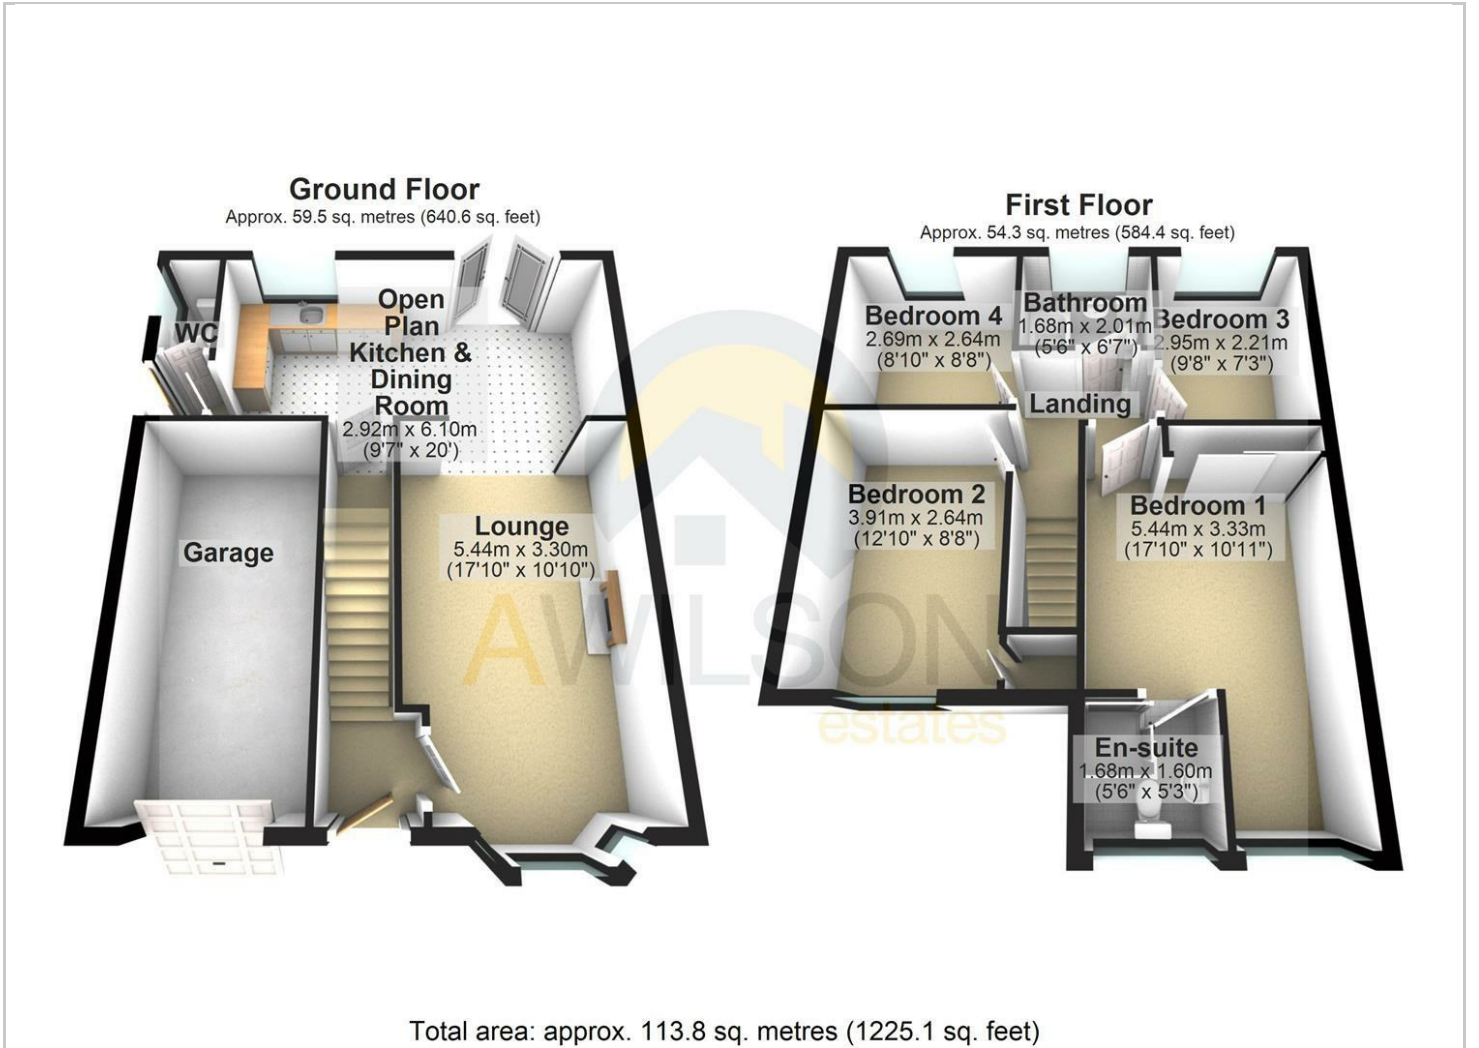 Ground Floor
Approx. 59.5 sq. metres (640.6 sq. feet)
WC
Open
Plan
Kitchen &
Dining
Room
2.92m x 6.10m
(9'7" x 20')
Garage
Lounge
5.44m x 3.30m
(17'10" x 10'10")
First Floor
Approx. 54.3 sq. metres (584.4 sq. feet)
Bedroom 4
2.69m x 2.64m
(8'10" x 8'8")
Bathroom
1.68m x 2.01m
(5'6" x 6'7")
Bedroom 3
2.95m x 2.21m
(9'8" x 7'3")
Landing
Bedroom 2
3.91m x 2.64m
(12'10" x 8'8")
Bedroom 1
5.44m x 3.33m
(17'10" x 10'11")
En-suite
1.68m x 1.60m
(5'6" x 5'3")
AWILSON
estates
Total area: approx. 113.8 sq. metres (1225.1 sq. feet)